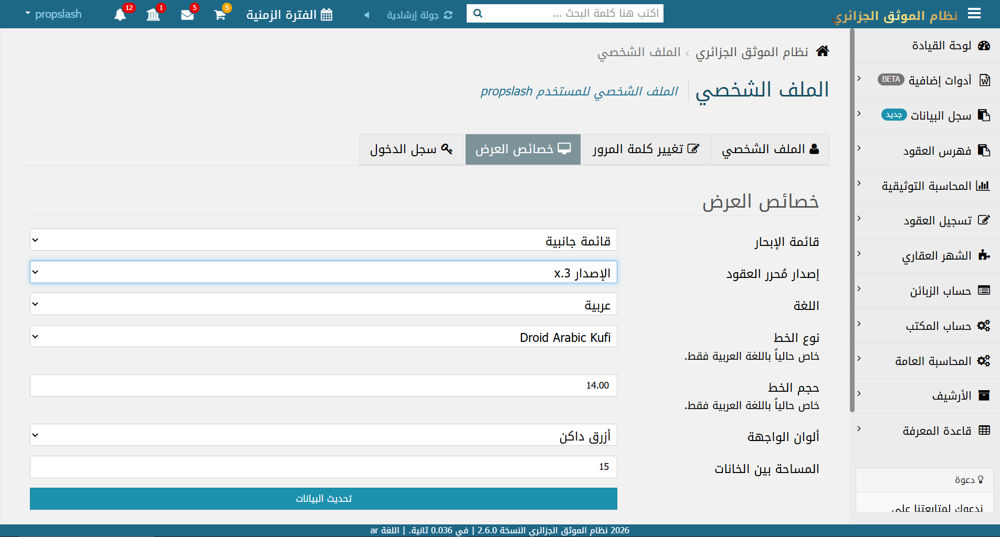 نظام الموثق الجزائري
اكتب هنا كلمة البحث ...
جولة إرشادية
الفترة الزمنية
5
5
1
12
propslash
لوحة القيادة
أدوات إضافية BETA
سجل البيانات جديد
فهرس العقود
المحاسبة التوثيقية
تسجيل العقود
الشهر العقاري
حساب الزبائن
حساب المكتب
المحاسبة العامة
الأرشيف
قاعدة المعرفة
دعوة
ندعوك لمتابعتنا على
نظام الموثق الجزائري › الملف الشخصي
الملف الشخصي الملف الشخصي للمستخدم propslash
الملف الشخصي
تغيير كلمة المرور
خصائص العرض
سجل الدخول
خصائص العرض
قائمة الإبحار
قائمة جانبية
إصدار مُحرر العقود
الإصدار 3.x
اللغة
عربية
نوع الخط
خاص حالياً باللغة العربية فقط.
Droid Arabic Kufi
حجم الخط
خاص حالياً باللغة العربية فقط.
14.00
ألوان الواجهة
أزرق داكن
المساحة بين الخانات
15
تحديث البيانات
2026 نظام الموثق الجزائري النسخة 2.6.0 | في 0.036 ثانية. | اللغة ar